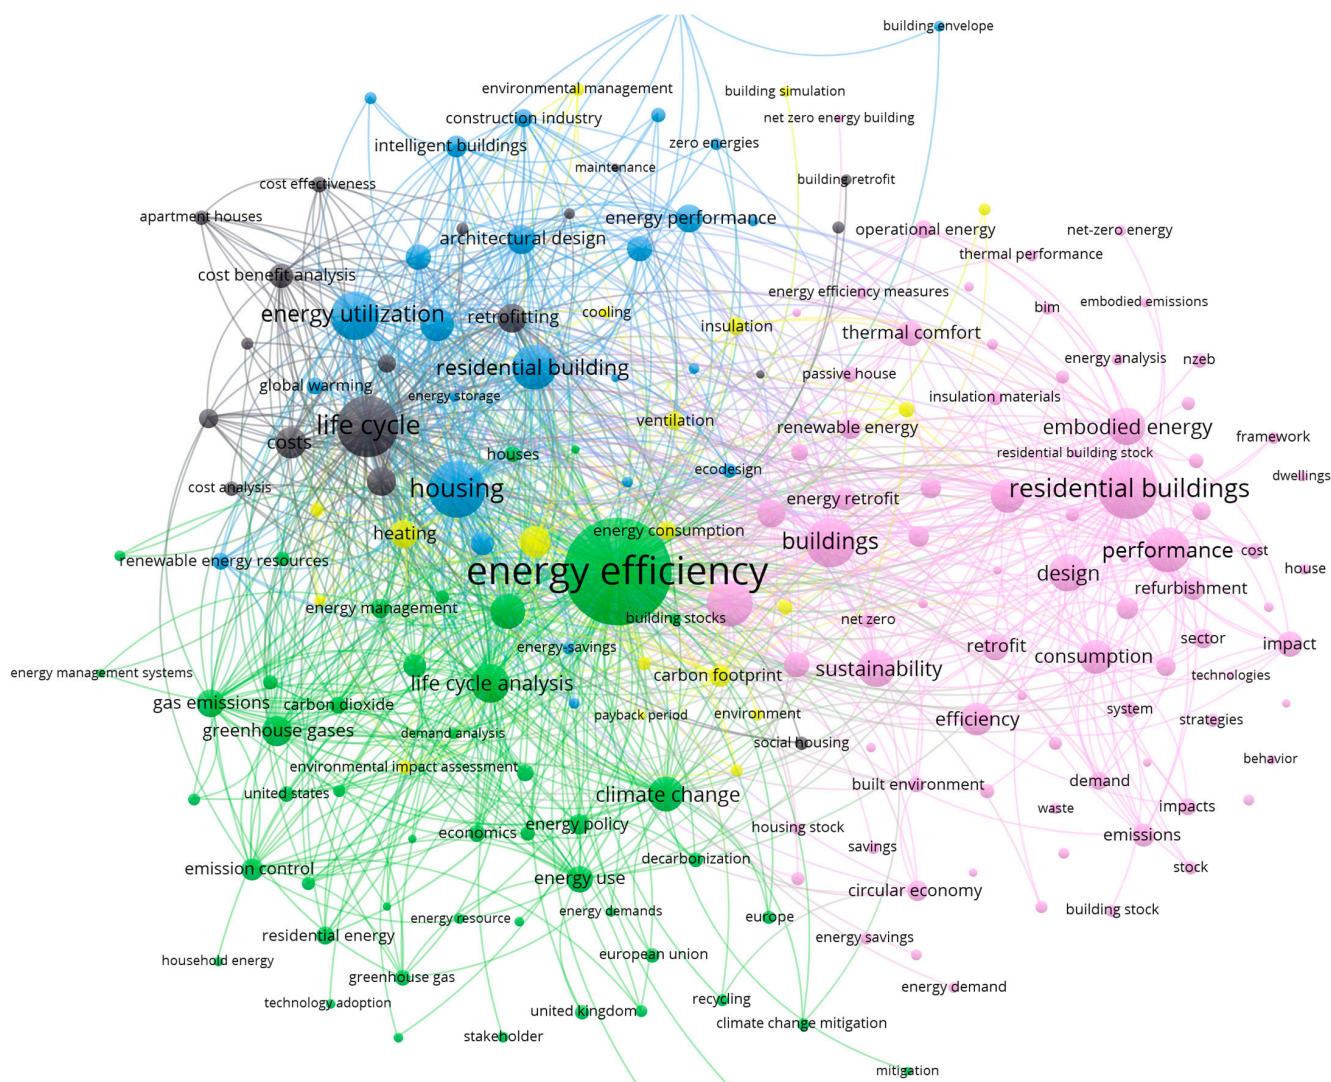 building envelope
environmental management
building simulation
construction industry
net zero energy building
intelligent buildings
zero energies
maintenance
building retrofit
cost effectiveness
apartment houses
energy performance
operational energy
net-zero energy
architectural design
thermal performance
cost benefit analysis
energy efficiency measures
embodied emissions
energy utilization
retrofitting
cooling
insulation
thermal comfort
bim
residential building
energy analysis
nzeb
global warming
energy storage
passive house
insulation materials
life cycle
ventilation
renewable energy
embodied energy
framework
costs
houses
residential building stock
ecodesign
dwellings
cost analysis
housing
energy retrofit
residential buildings
heating
energy consumption
buildings
performance
cost
renewable energy resources
energy efficiency
design
house
refurbishment
energy management
building stocks
net zero
sector
energy-savings
retrofit
impact
energy management systems
life cycle analysis
carbon footprint
sustainability
consumption
technologies
gas emissions
carbon dioxide
payback period
environment
system
greenhouse gases
demand analysis
efficiency
strategies
social housing
environmental impact assessment
behavior
united states
climate change
built environment
demand
waste
impacts
economics
energy policy
housing stock
emissions
savings
emission control
decarbonization
stock
energy use
circular economy
energy resource
energy demands
europe
building stock
residential energy
energy savings
household energy
european union
greenhouse gas
energy demand
technology adoption
recycling
united kingdom
stakeholder
climate change mitigation
mitigation